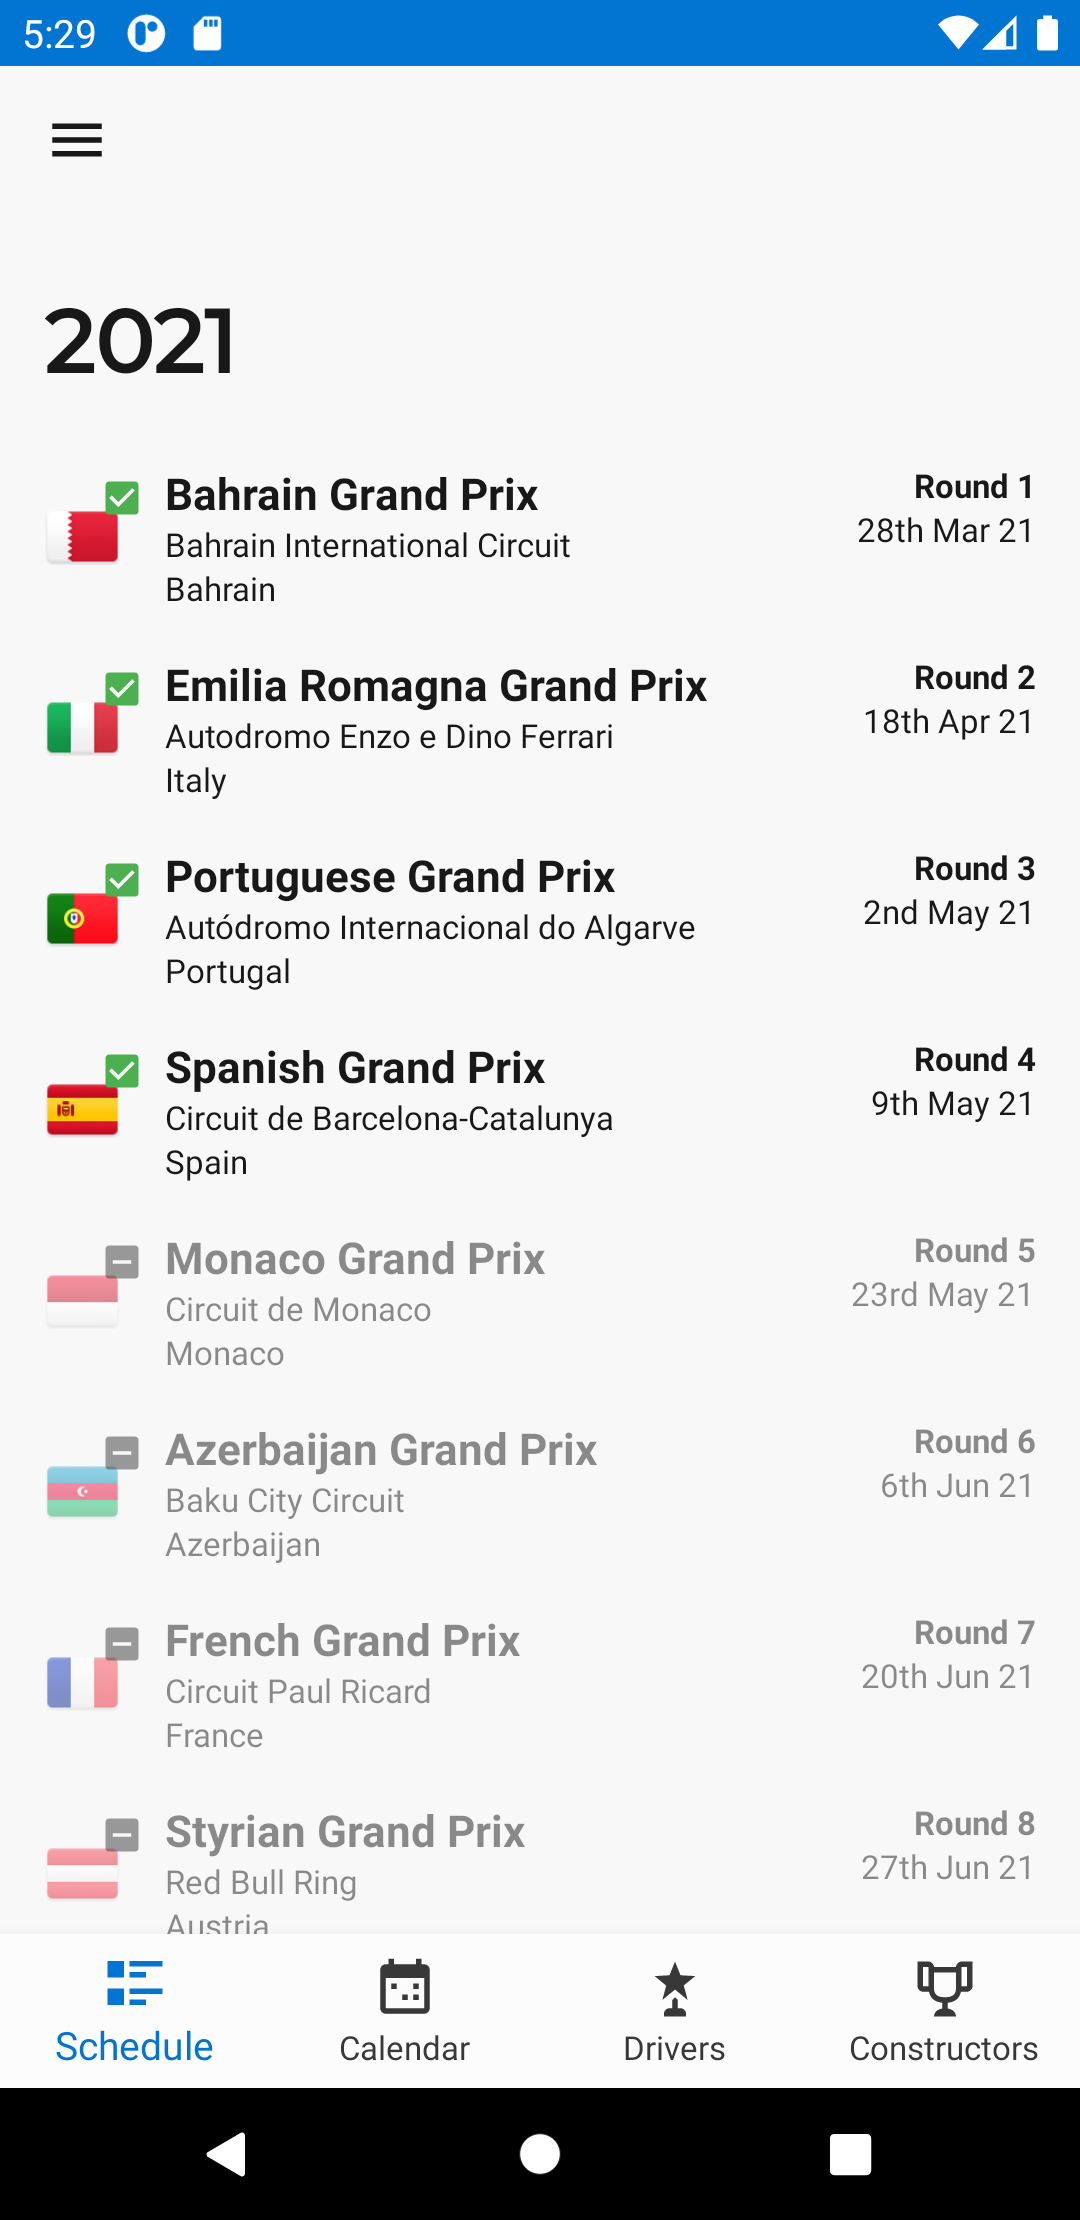 5:29
2021
Bahrain Grand Prix
Bahrain International Circuit
Bahrain
Round 1
28th Mar 21
Emilia Romagna Grand Prix
Autodromo Enzo e Dino Ferrari
Italy
Round 2
18th Apr 21
Portuguese Grand Prix
Autódromo Internacional do Algarve
Portugal
Round 3
2nd May 21
Spanish Grand Prix
Circuit de Barcelona-Catalunya
Spain
Round 4
9th May 21
Monaco Grand Prix
Circuit de Monaco
Monaco
Round 5
23rd May 21
Azerbaijan Grand Prix
Baku City Circuit
Azerbaijan
Round 6
6th Jun 21
French Grand Prix
Circuit Paul Ricard
France
Round 7
20th Jun 21
Styrian Grand Prix
Red Bull Ring
Austria
Round 8
27th Jun 21
Schedule
Calendar
Drivers
Constructors